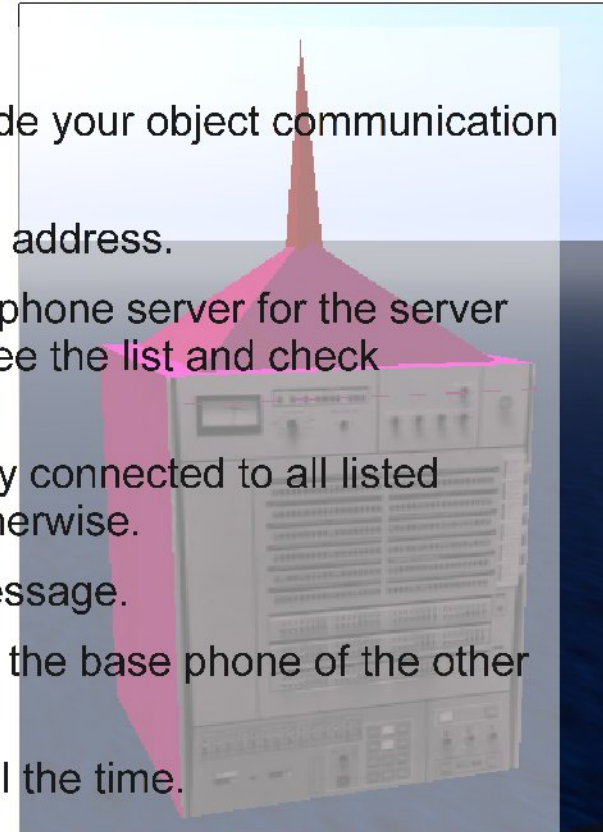 de your object communication
address.
phone server for the server
ee the list and check
y connected to all listed
nerwise.
essage.
the base phone of the other
l the time.